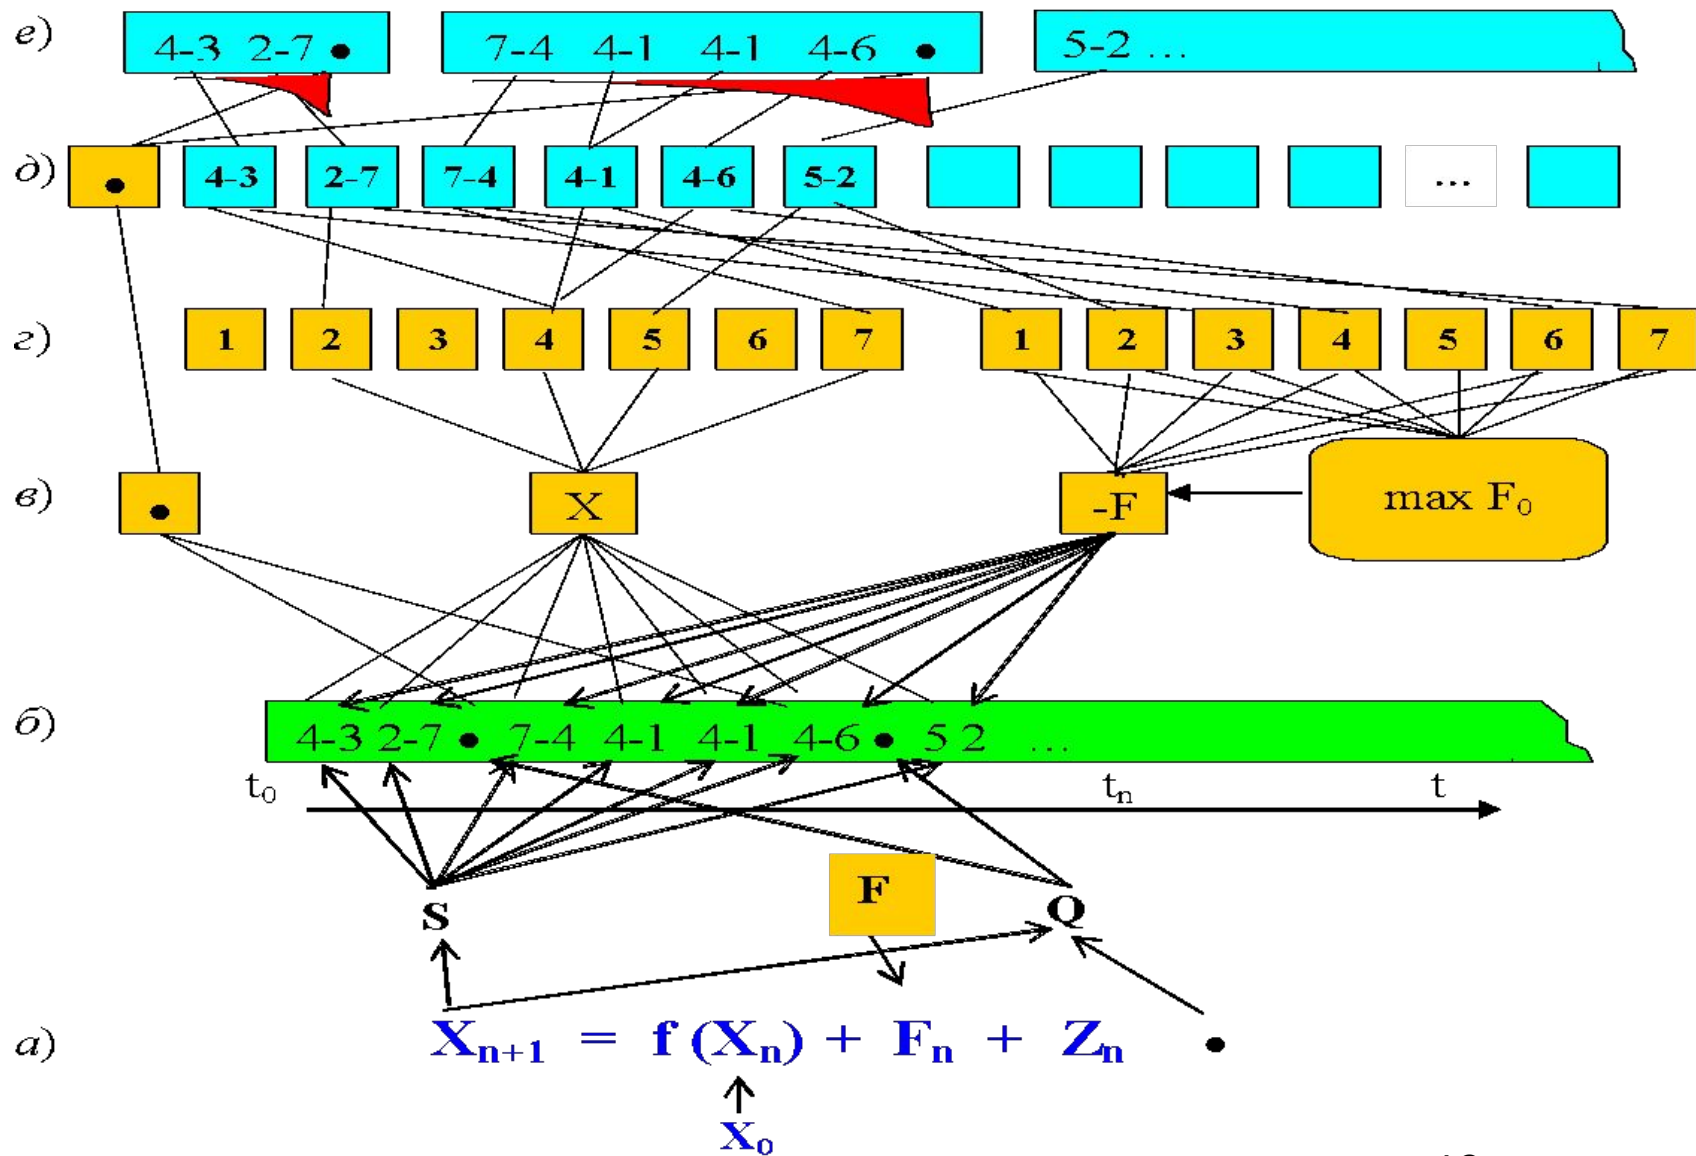 е) 4-3 2-7 ● 7-4 4-1 4-1 4-6 ● 5-2 ...
д) ● 4-3 2-7 7-4 4-1 4-6 5-2 ...
г) 1 2 3 4 5 6 7 1 2 3 4 5 6 7
в) ● X -F max F₀
б) 4-3 2-7 ● 7-4 4-1 4-1 4-6 ● 5 2 ...
t₀ tₙ t
F
S Q
а) Xₙ₊₁ = f (Xₙ) + Fₙ + Zₙ ●
X₀